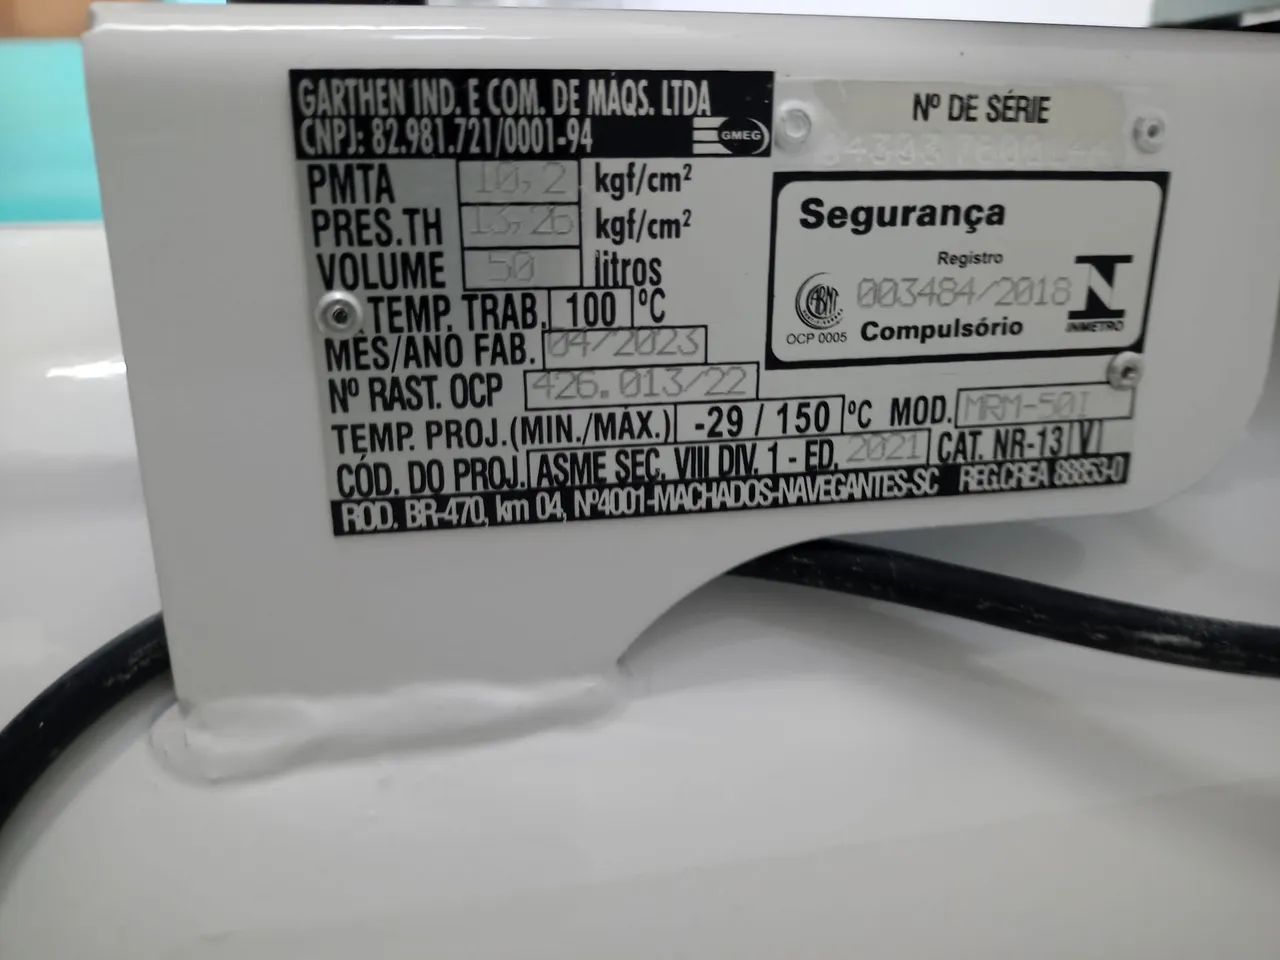 GARTHEN IND. E COM. DE MÁQS. LTDA
CNPJ: 82.981.721/0001-94
GMEG
PMTA 10,2 kgf/cm²
PRES.TH 13,26 kgf/cm²
VOLUME 50 litros
TEMP. TRAB. 100 °C
MÊS/ANO FAB. 04/2023
Nº RAST. OCP 426.013/22
TEMP. PROJ.(MIN./MÁX.) -29 / 150 °C MOD. MRM-50I
CÓD. DO PROJ. ASME SEC. VIII DIV. 1 - ED. 2021 CAT. NR-13 V
ROD. BR-470, km 04, Nº4001-MACHADOS-NAVEGANTES-SC REG.CREA 88853-0
Nº DE SÉRIE
Segurança
Registro
003484/2018
ABNT
OCP 0005
Compulsório
INMETRO